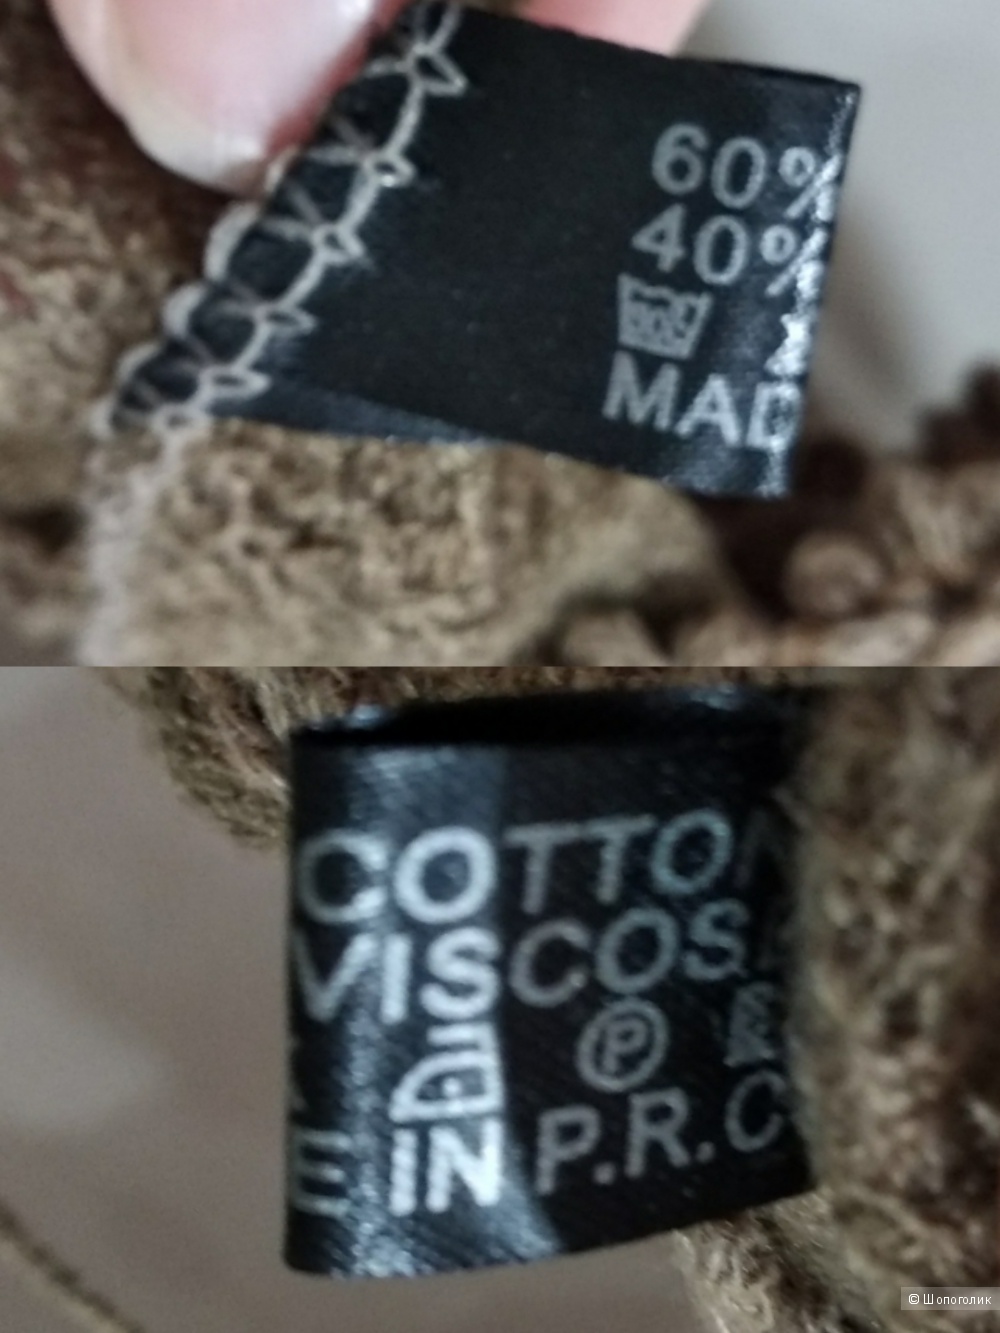 60%
40%
MAD
COTTON
VISCOS
P
E IN P.R.C
© Шопоголик